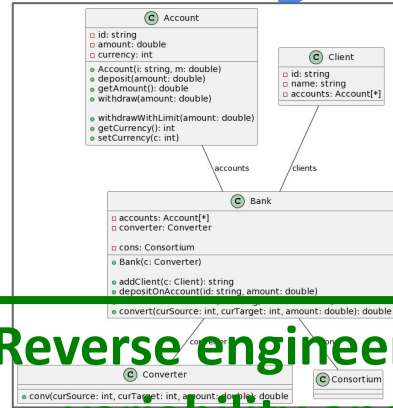 Account
id: string
amount: double
currency: int
Account(i: string, m: double)
deposit(amount: double)
getAmount(): double
withdraw(amount: double)
withdrawWithLimit(amount: double)
getCurrency(): int
setCurrency(c: int)
Client
id: string
name: string
accounts: Account[*]
accounts
clients
Bank
accounts: Account[*]
converter: Converter
cons: Consortium
Bank(c: Converter)
addClient(c: Client): string
depositOnAccount(id: string, amount: double)
convert(curSource: int, curTarget: int, amount: double): double
Reverse engineer
Converter
conv(curSource: int, curTarget: int, amount: double): double
Consortium